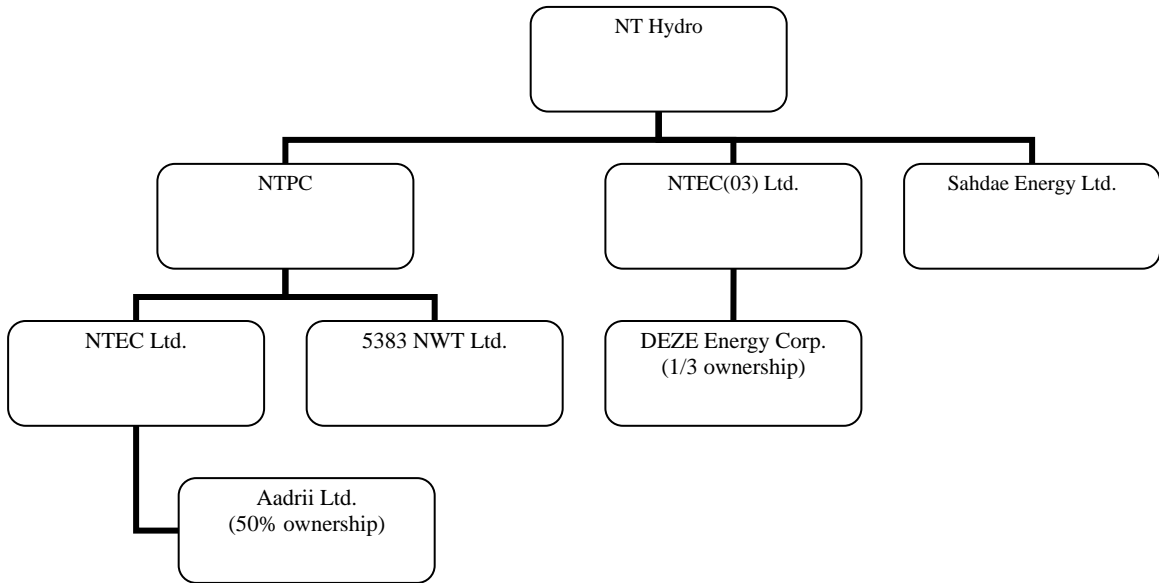 NT Hydro
NTPC
NTEC(03) Ltd.
Sahdae Energy Ltd.
NTEC Ltd.
5383 NWT Ltd.
DEZE Energy Corp.
(1/3 ownership)
Aadrii Ltd.
(50% ownership)